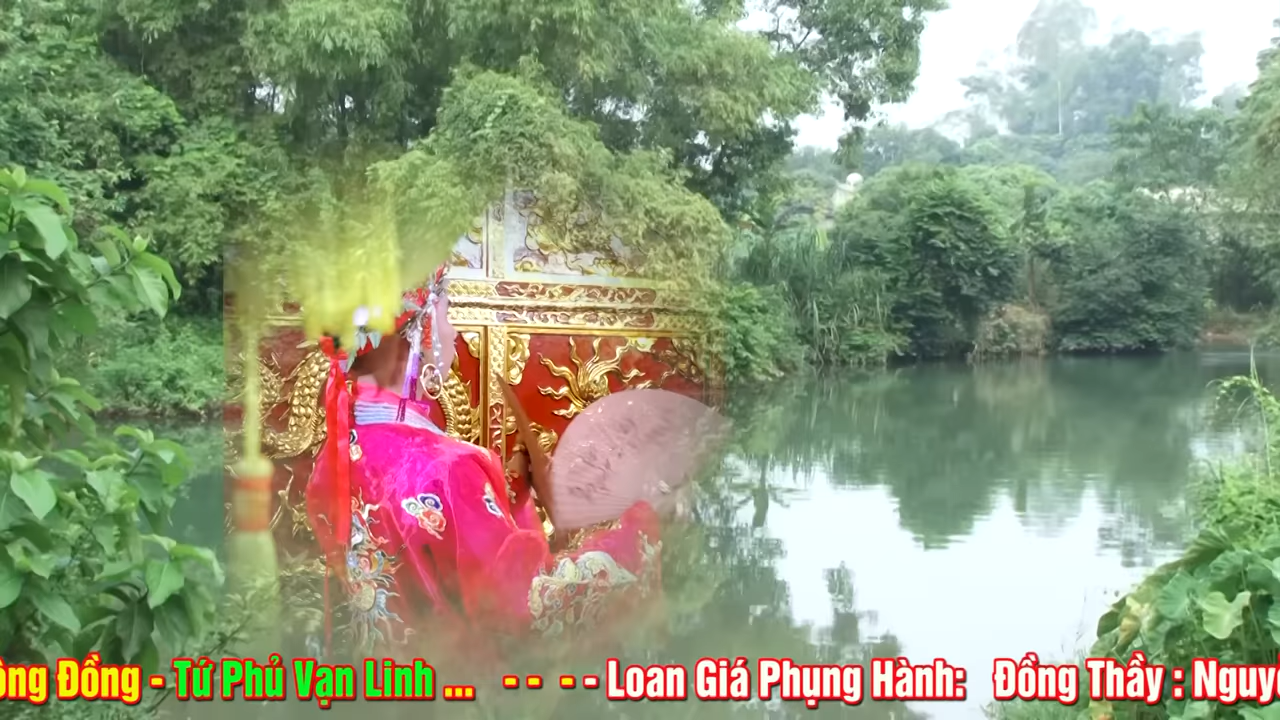 ông Đồng - Tứ Phủ Vạn Linh ... - - - - Loan Giá Phụng Hành: Đồng Thầy : Nguy